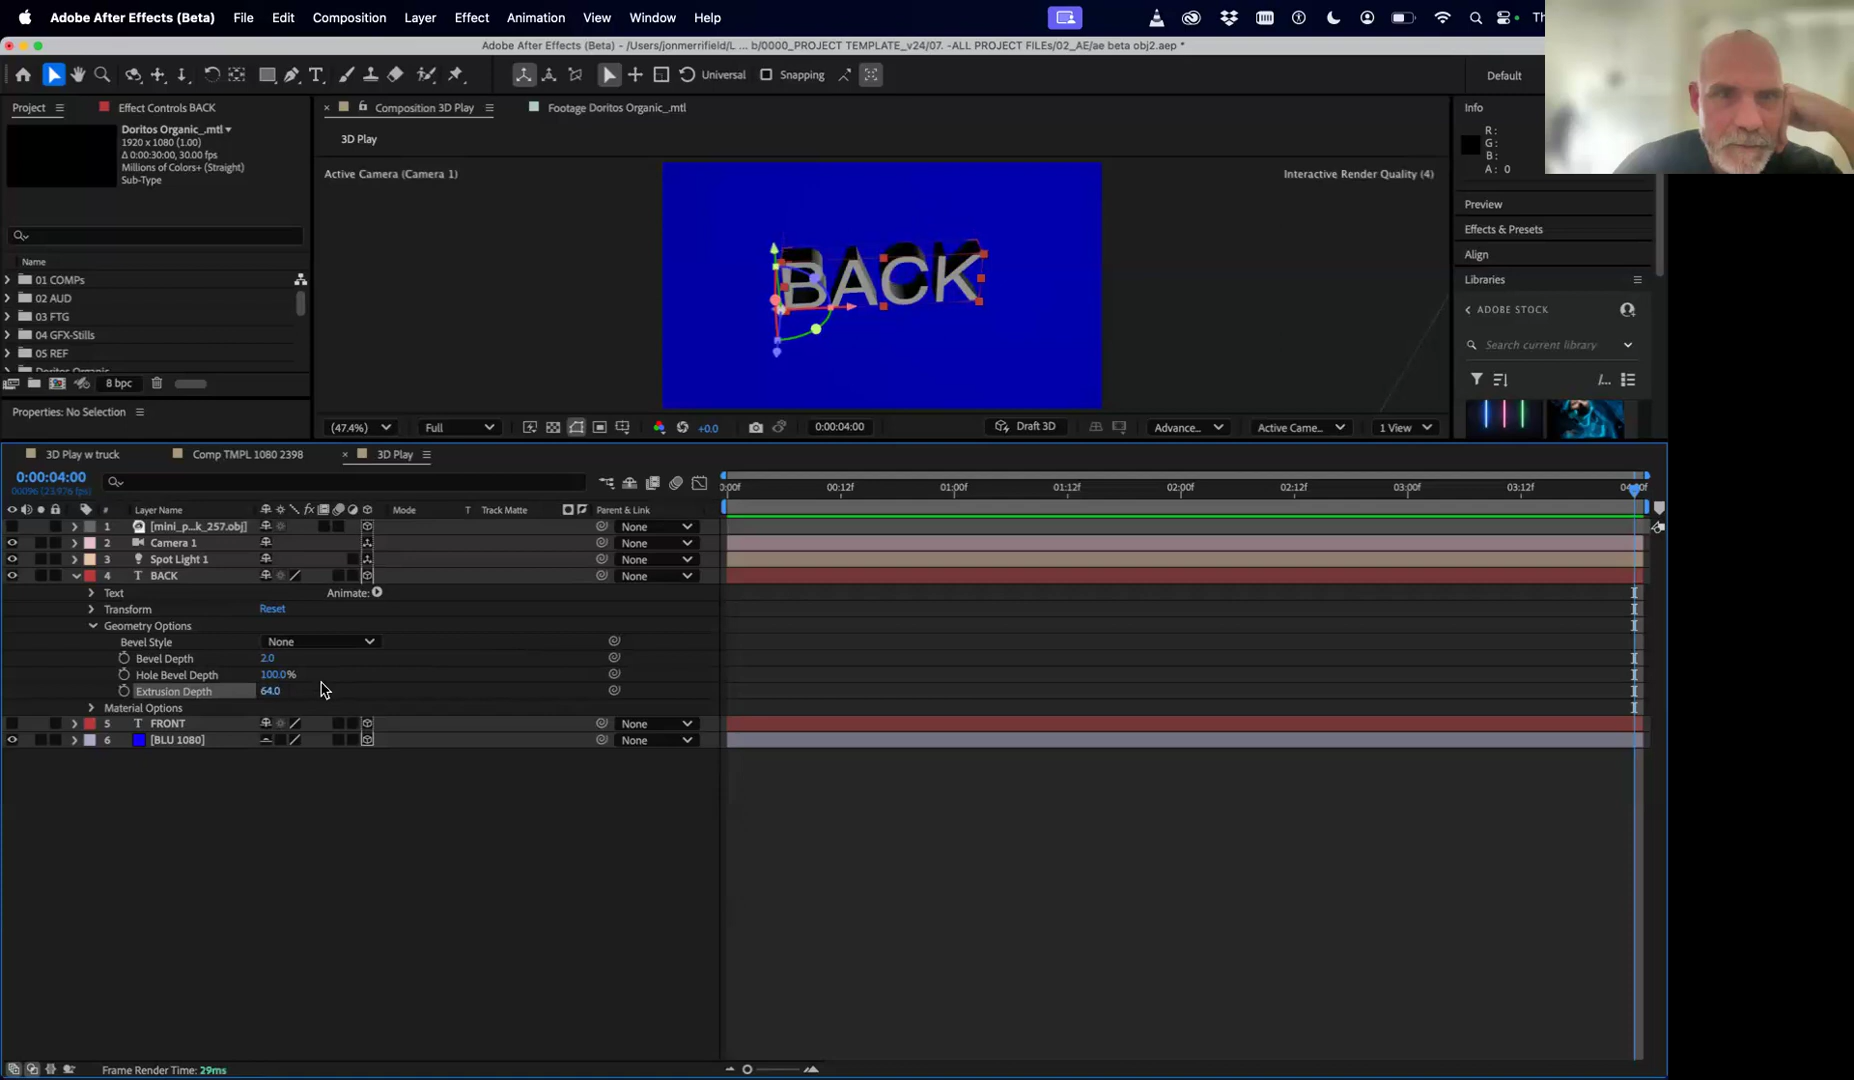 Adobe After Effects (Beta) File Edit Composition Layer Effect Animation View Window Help
Adobe After Effects (Beta) - /Users/jonmerrifield/L ... b/0000_PROJECT TEMPLATE_v24/07. -ALL PROJECT FILEs/02_AE/ae beta obj2.aep *
Universal Snapping Default
Project Effect Controls BACK Composition 3D Play Footage Doritos Organic_.mtl Info
Doritos Organic_.mtl
1920 x 1080 (1.00)
Δ 0:00:30:00, 30.00 fps
Millions of Colors+ (Straight)
Sub-Type
3D Play
R:
G:
B:
A: 0
Active Camera (Camera 1) Interactive Render Quality (4)
BACK
Preview
Effects & Presets
Align
Libraries
ADOBE STOCK
Search current library
Name
01 COMPs
02 AUD
03 FTG
04 GFX-Stills
05 REF
Doritos Organic
8 bpc
Properties: No Selection
(47.4%) Full +0.0 0:00:04:00 Draft 3D Advance... Active Came... 1 View
3D Play w truck Comp TMPL 1080 2398 3D Play
0:00:04:00
00096 (23.976 fps)
:00f 00:12f 01:00f 01:12f 02:00f 02:12f 03:00f 03:12f
# Layer Name Mode T Track Matte Parent & Link
1 [mini_p...k_257.obj] None
2 Camera 1 None
3 Spot Light 1 None
4 BACK None
Text Animate:
Transform Reset
Geometry Options
Bevel Style None
Bevel Depth 2.0
Hole Bevel Depth 100.0%
Extrusion Depth 64.0
Material Options
5 FRONT None
6 [BLU 1080] None
Frame Render Time: 29ms